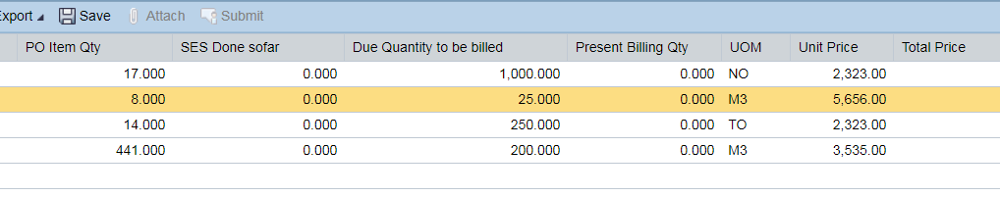 Export Save Attach Submit
PO Item Qty SES Done sofar Due Quantity to be billed Present Billing Qty UOM Unit Price Total Price
17.000 0.000 1,000.000 0.000 NO 2,323.00
8.000 0.000 25.000 0.000 M3 5,656.00
14.000 0.000 250.000 0.000 TO 2,323.00
441.000 0.000 200.000 0.000 M3 3,535.00